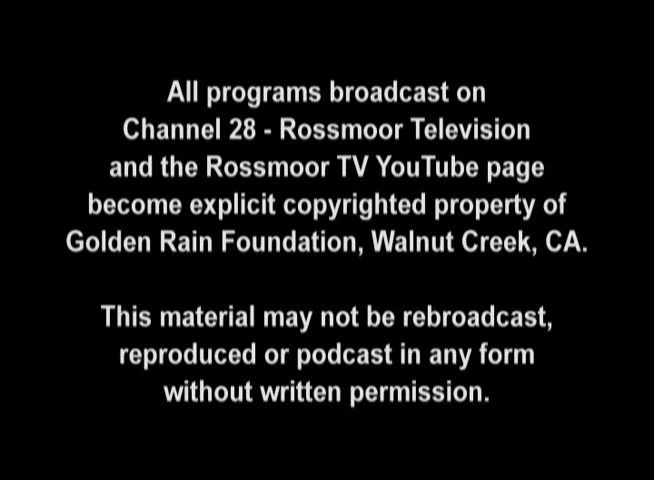 All programs broadcast on
Channel 28 - Rossmoor Television
and the Rossmoor TV YouTube page
become explicit copyrighted property of
Golden Rain Foundation, Walnut Creek, CA.
This material may not be rebroadcast,
reproduced or podcast in any form
without written permission.